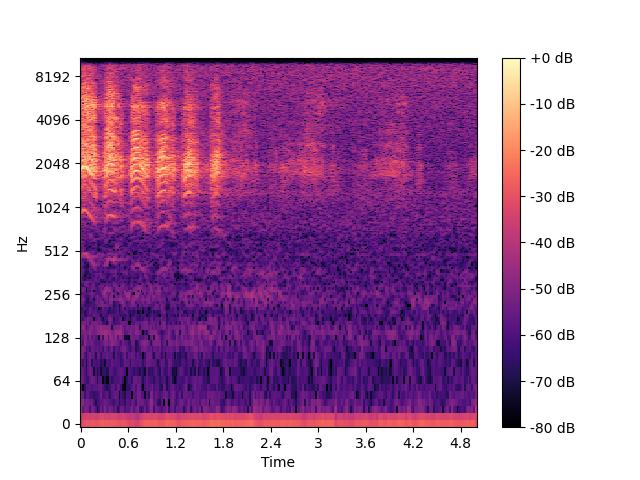 8192
4096
2048
1024
512
256
128
64
0
Hz
0 0.6 1.2 1.8 2.4 3 3.6 4.2 4.8
Time
+0 dB
-10 dB
-20 dB
-30 dB
-40 dB
-50 dB
-60 dB
-70 dB
-80 dB